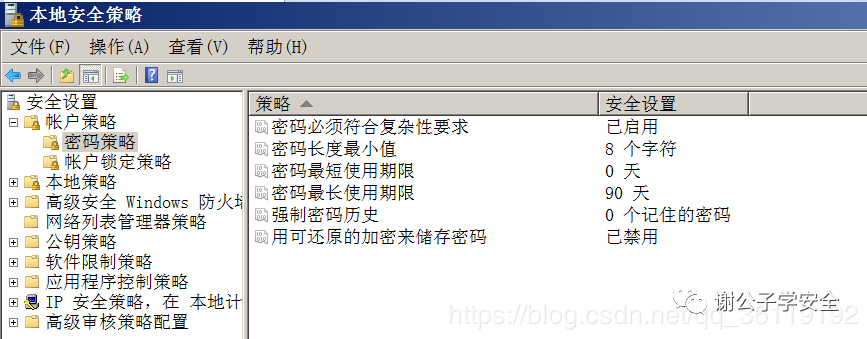 本地安全策略
文件(F) 操作(A) 查看(V) 帮助(H)
安全设置
帐户策略
密码策略
帐户锁定策略
本地策略
高级安全 Windows 防火墙
网络列表管理器策略
公钥策略
软件限制策略
应用程序控制策略
IP 安全策略，在 本地计
高级审核策略配置
策略 安全设置
密码必须符合复杂性要求 已启用
密码长度最小值 8 个字符
密码最短使用期限 0 天
密码最长使用期限 90 天
强制密码历史 0 个记住的密码
用可还原的加密来储存密码 已禁用
谢公子学安全
https://blog.csdn.net/qq_36119192